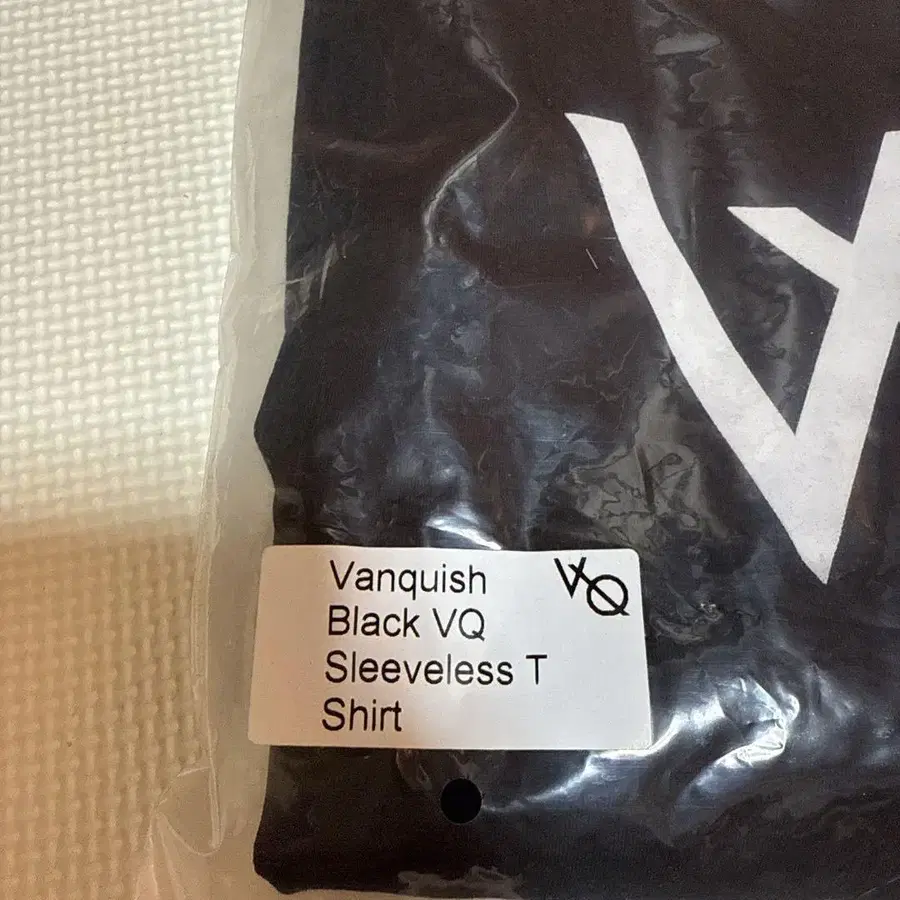 Vanquish
Black VQ
Sleeveless T
Shirt
VQ